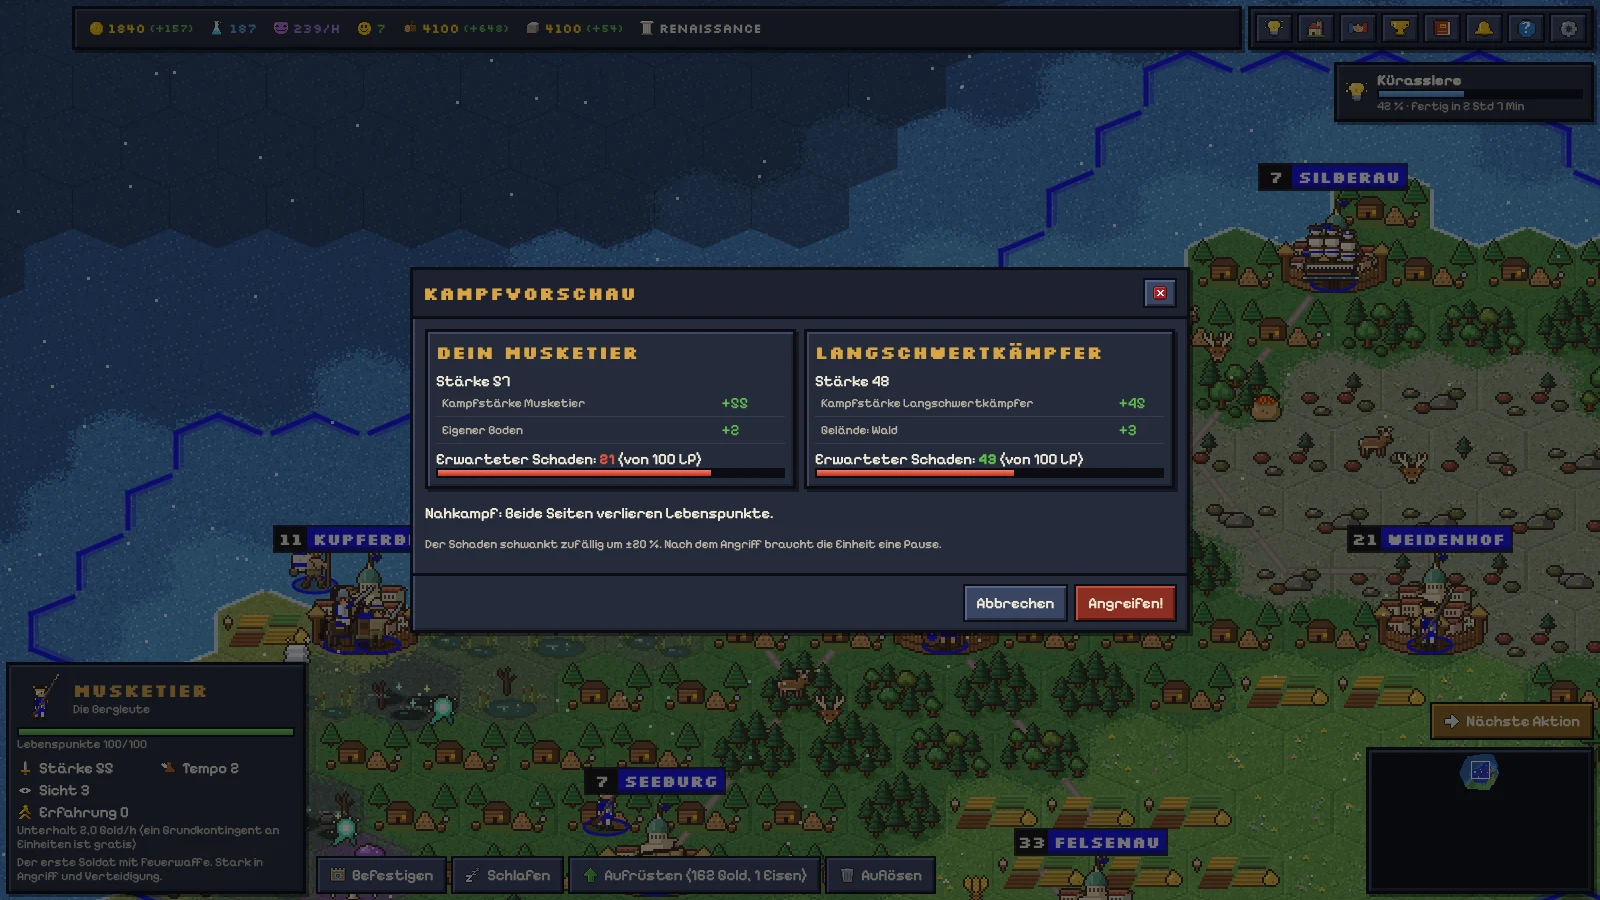 1840 (+157) 187 239/H 7 4100 (+648) 4100 (+54) RENAISSANCE
Kürassiere
42 % · Fertig in 2 Std 7 Min
7 SILBERAU
KAMPFVORSCHAU
DEIN MUSKETIER
Stärke 57
Kampfstärke Musketier +55
Eigener Boden +2
Erwarteter Schaden: 21 (von 100 LP)
LANGSCHWERTKÄMPFER
Stärke 48
Kampfstärke Langschwertkämpfer +45
Gelände: Wald +3
Erwarteter Schaden: 43 (von 100 LP)
Nahkampf: Beide Seiten verlieren Lebenspunkte.
Der Schaden schwankt zufällig um ±20 %. Nach dem Angriff braucht die Einheit eine Pause.
Abbrechen
Angreifen!
11 KUPFERB
21 WEIDENHOF
MUSKETIER
Die Bergleute
Lebenspunkte 100/100
Stärke 55 Tempo 2
Sicht 3
Erfahrung 0
Unterhalt 2,0 Gold/h (ein Grundkontingent an
Einheiten ist gratis)
Der erste Soldat mit Feuerwaffe. Stark in
Angriff und Verteidigung.
7 SEEBURG
33 FELSENAU
Nächste Aktion
Befestigen
Schlafen
Aufrüsten (162 Gold, 1 Eisen)
Auflösen